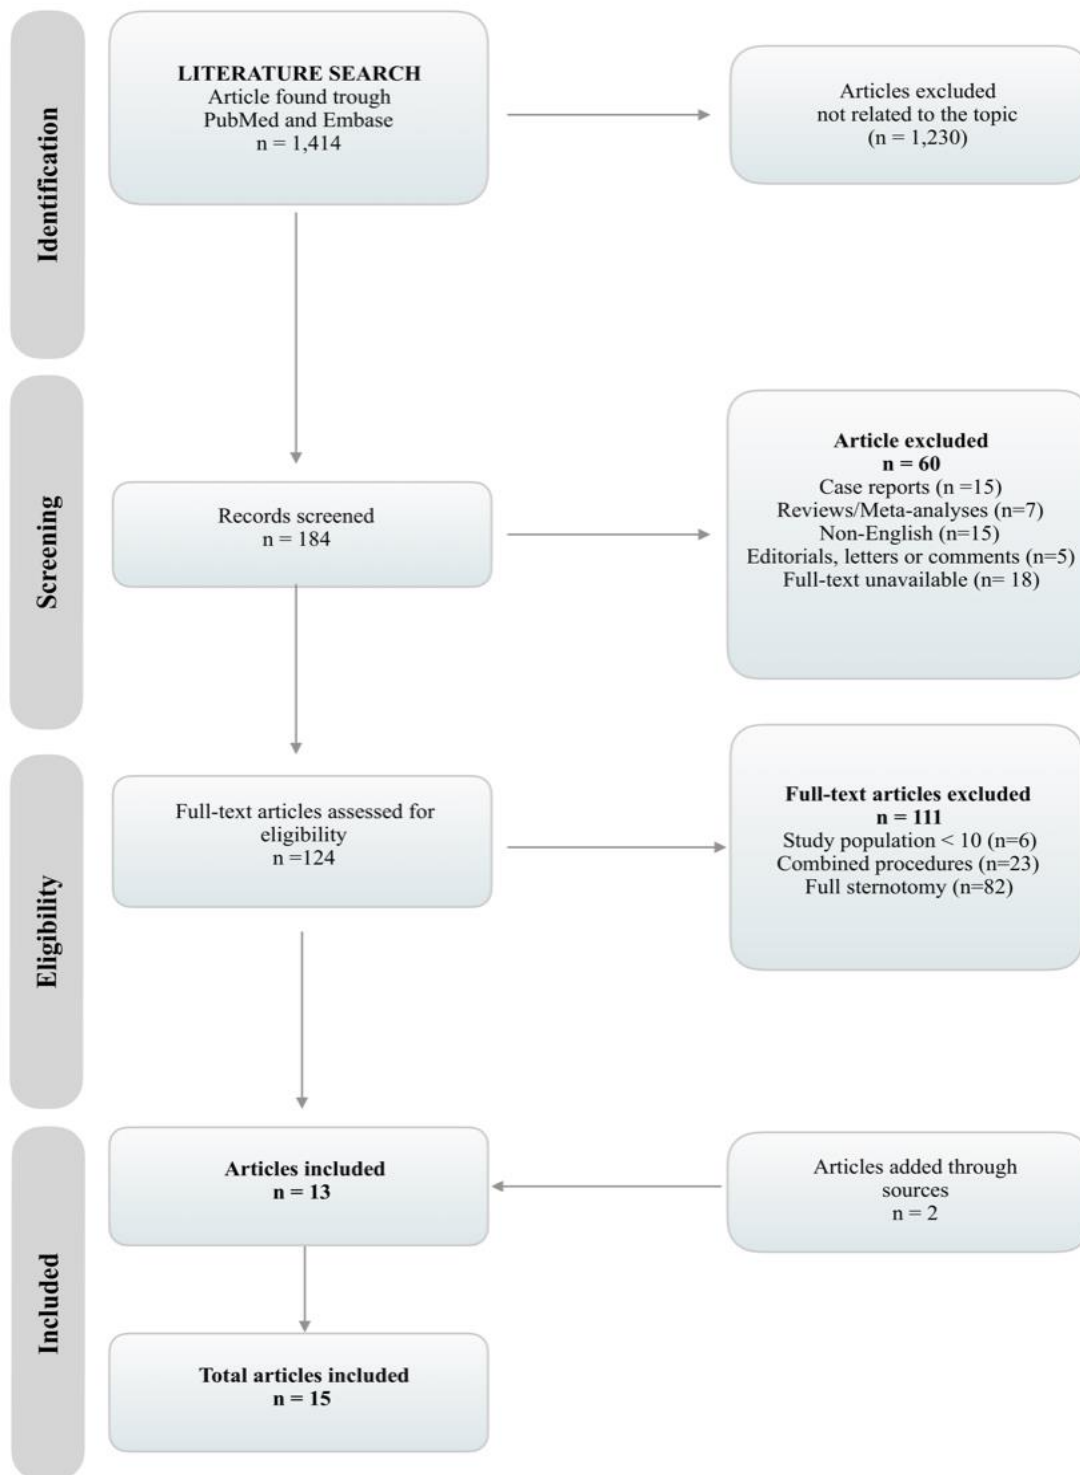 Identification
LITERATURE SEARCH
Article found trough
PubMed and Embase
n = 1,414
Articles excluded
not related to the topic
(n = 1,230)
Screening
Records screened
n = 184
Article excluded
n = 60
Case reports (n =15)
Reviews/Meta-analyses (n=7)
Non-English (n=15)
Editorials, letters or comments (n=5)
Full-text unavailable (n= 18)
Eligibility
Full-text articles assessed for
eligibility
n =124
Full-text articles excluded
n = 111
Study population < 10 (n=6)
Combined procedures (n=23)
Full sternotomy (n=82)
Included
Articles included
n = 13
Articles added through
sources
n = 2
Total articles included
n = 15